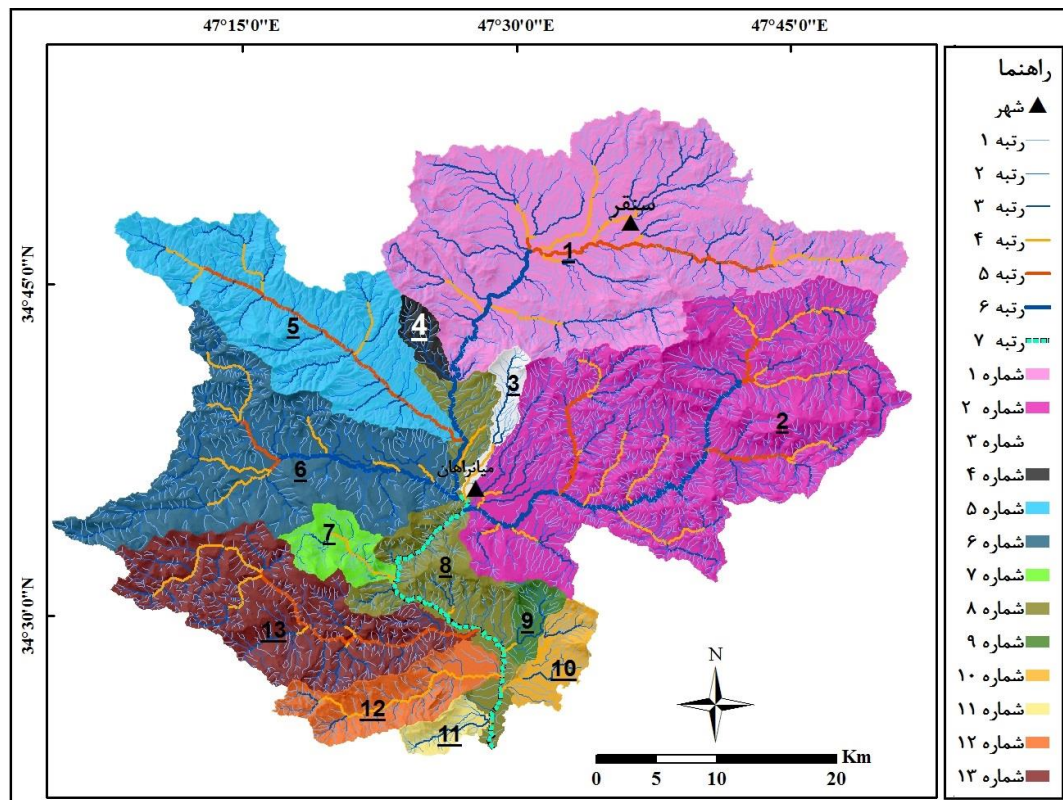 47°15'0"E 47°30'0"E 47°45'0"E
34°45'0"N
34°30'0"N
سنقر
میانراهان
1
2
3
4
5
6
7
8
9
10
11
12
13
N
Km
0 5 10 20
راهنما
شهر
رتبه ۱
رتبه ۲
رتبه ۳
رتبه ۴
رتبه ۵
رتبه ۶
رتبه ۷
شماره ۱
شماره ۲
شماره ۳
شماره ۴
شماره ۵
شماره ۶
شماره ۷
شماره ۸
شماره ۹
شماره ۱۰
شماره ۱۱
شماره ۱۲
شماره ۱۳